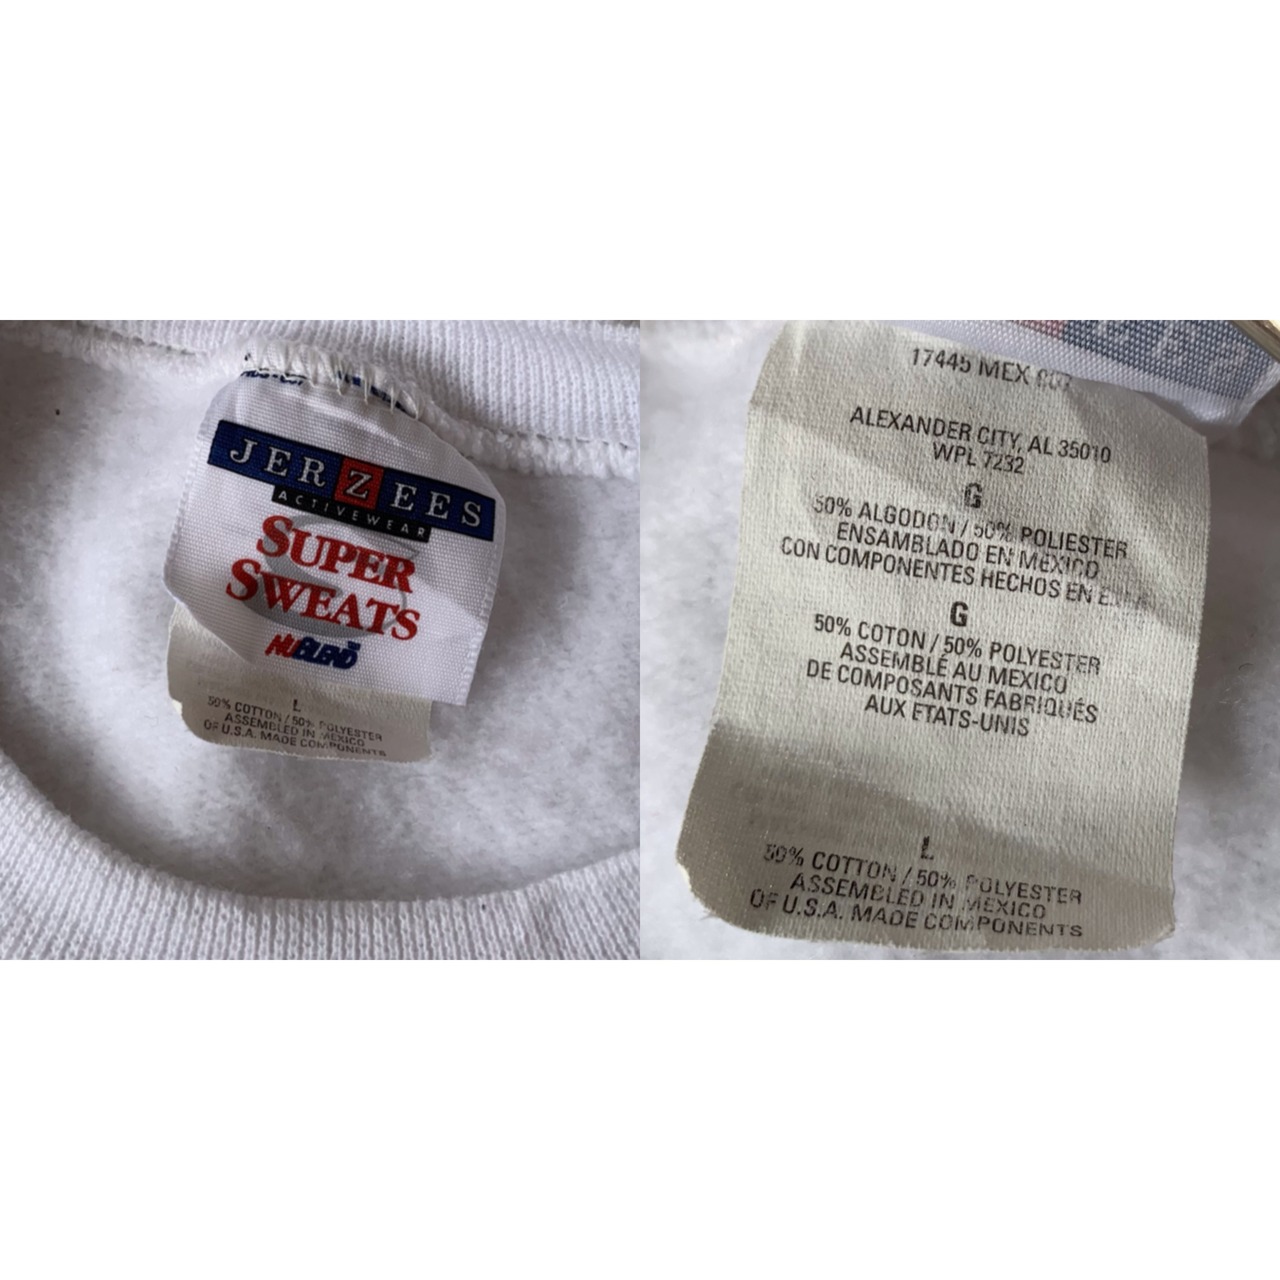 JERZEES
ACTIVEWEAR
SUPER
SWEATS
NUBLEND
L
50% COTTON / 50% POLYESTER
ASSEMBLED IN MEXICO
OF U.S.A. MADE COMPONENTS
17445 MEX
ALEXANDER CITY, AL 35010
WPL 7232
G
50% ALGODON / 50% POLIESTER
ENSAMBLADO EN MEXICO
CON COMPONENTES HECHOS EN
G
50% COTON / 50% POLYESTER
ASSEMBLÉ AU MEXICO
DE COMPOSANTS FABRIQUÉS
AUX ETATS-UNIS
L
50% COTTON / 50% POLYESTER
ASSEMBLED IN MEXICO
OF U.S.A. MADE COMPONENTS